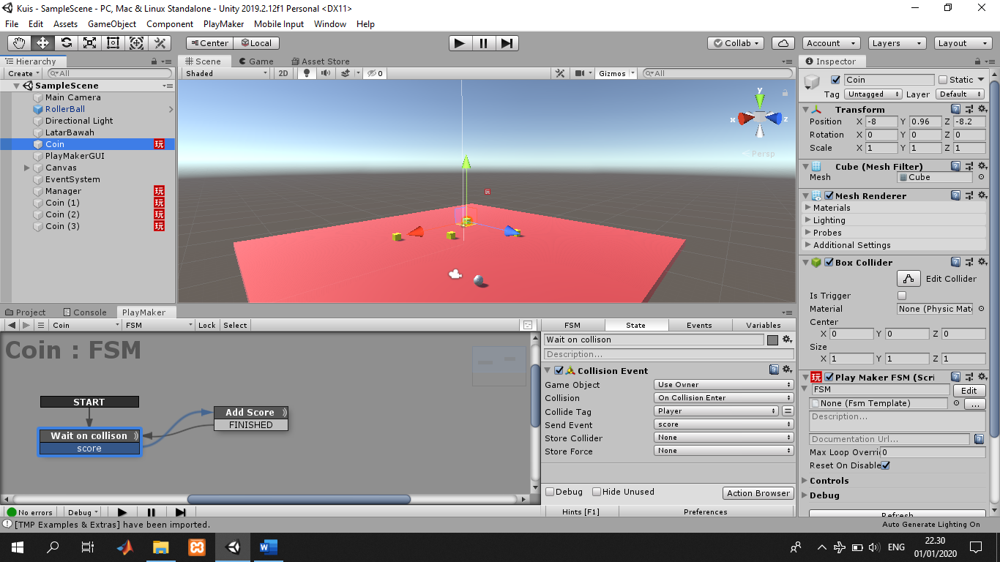 Kuis - SampleScene - PC, Mac & Linux Standalone - Unity 2019.2.12f1 Personal <DX11>
File Edit Assets GameObject Component PlayMaker Mobile Input Window Help
Center Local Collab Account Layers Layout
Hierarchy
Create All
SampleScene
Main Camera
RollerBall
Directional Light
LatarBawah
Coin 玩
PlayMakerGUI
Canvas
EventSystem
Manager 玩
Coin (1) 玩
Coin (2) 玩
Coin (3) 玩
Scene Game Asset Store
Shaded 2D 0 Gizmos All
y
x z
Persp
玩
Project Console PlayMaker
Coin FSM Lock Select
Coin : FSM
START
Wait on collison
score
Add Score
FINISHED
No errors Debug
FSM State Events Variables
Wait on collison
Description...
Collision Event
Game Object Use Owner
Collision On Collision Enter
Collide Tag Player
Send Event score
Store Collider None
Store Force None
Debug Hide Unused Action Browser
Hints [F1] Preferences
Inspector
Coin Static
Tag Untagged Layer Default
Transform
Position X -8 Y 0.96 Z -8.2
Rotation X 0 Y 0 Z 0
Scale X 1 Y 1 Z 1
Cube (Mesh Filter)
Mesh Cube
Mesh Renderer
Materials
Lighting
Probes
Additional Settings
Box Collider
Edit Collider
Is Trigger
Material None (Physic Mate
Center
X 0 Y 0 Z 0
Size
X 1 Y 1 Z 1
玩 Play Maker FSM (Scri
FSM Edit
None (Fsm Template) ...
Description...
Documentation Url...
Max Loop Overri 0
Reset On Disable
Controls
Debug
Refresh
[TMP Examples & Extras] have been imported.
Auto Generate Lighting On
ENG
22.30
01/01/2020